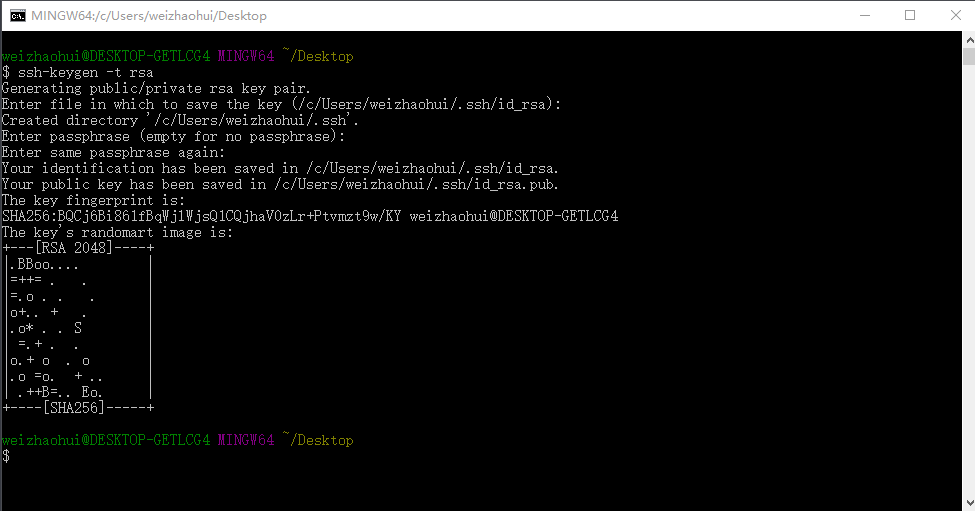 MINGW64:/c/Users/weizhaohui/Desktop
weizhaohui@DESKTOP-GETLCG4 MINGW64 ~/Desktop
$ ssh-keygen -t rsa
Generating public/private rsa key pair.
Enter file in which to save the key (/c/Users/weizhaohui/.ssh/id_rsa):
Created directory '/c/Users/weizhaohui/.ssh'.
Enter passphrase (empty for no passphrase):
Enter same passphrase again:
Your identification has been saved in /c/Users/weizhaohui/.ssh/id_rsa.
Your public key has been saved in /c/Users/weizhaohui/.ssh/id_rsa.pub.
The key fingerprint is:
SHA256:BQCj6Bi861fBqWj1WjsQ1CQjhaV0zLr+Ptvmzt9w/KY weizhaohui@DESKTOP-GETLCG4
The key's randomart image is:
+---[RSA 2048]----+
|.BBoo....        |
|=++= .   .       |
|=.o . .   .      |
|o+.. +   .       |
|.o* . . S        |
| =.+ .  .        |
|o.+ o  . o       |
|.o =o.  + ..     |
| .++B=.. Eo.     |
+----[SHA256]-----+
weizhaohui@DESKTOP-GETLCG4 MINGW64 ~/Desktop
$